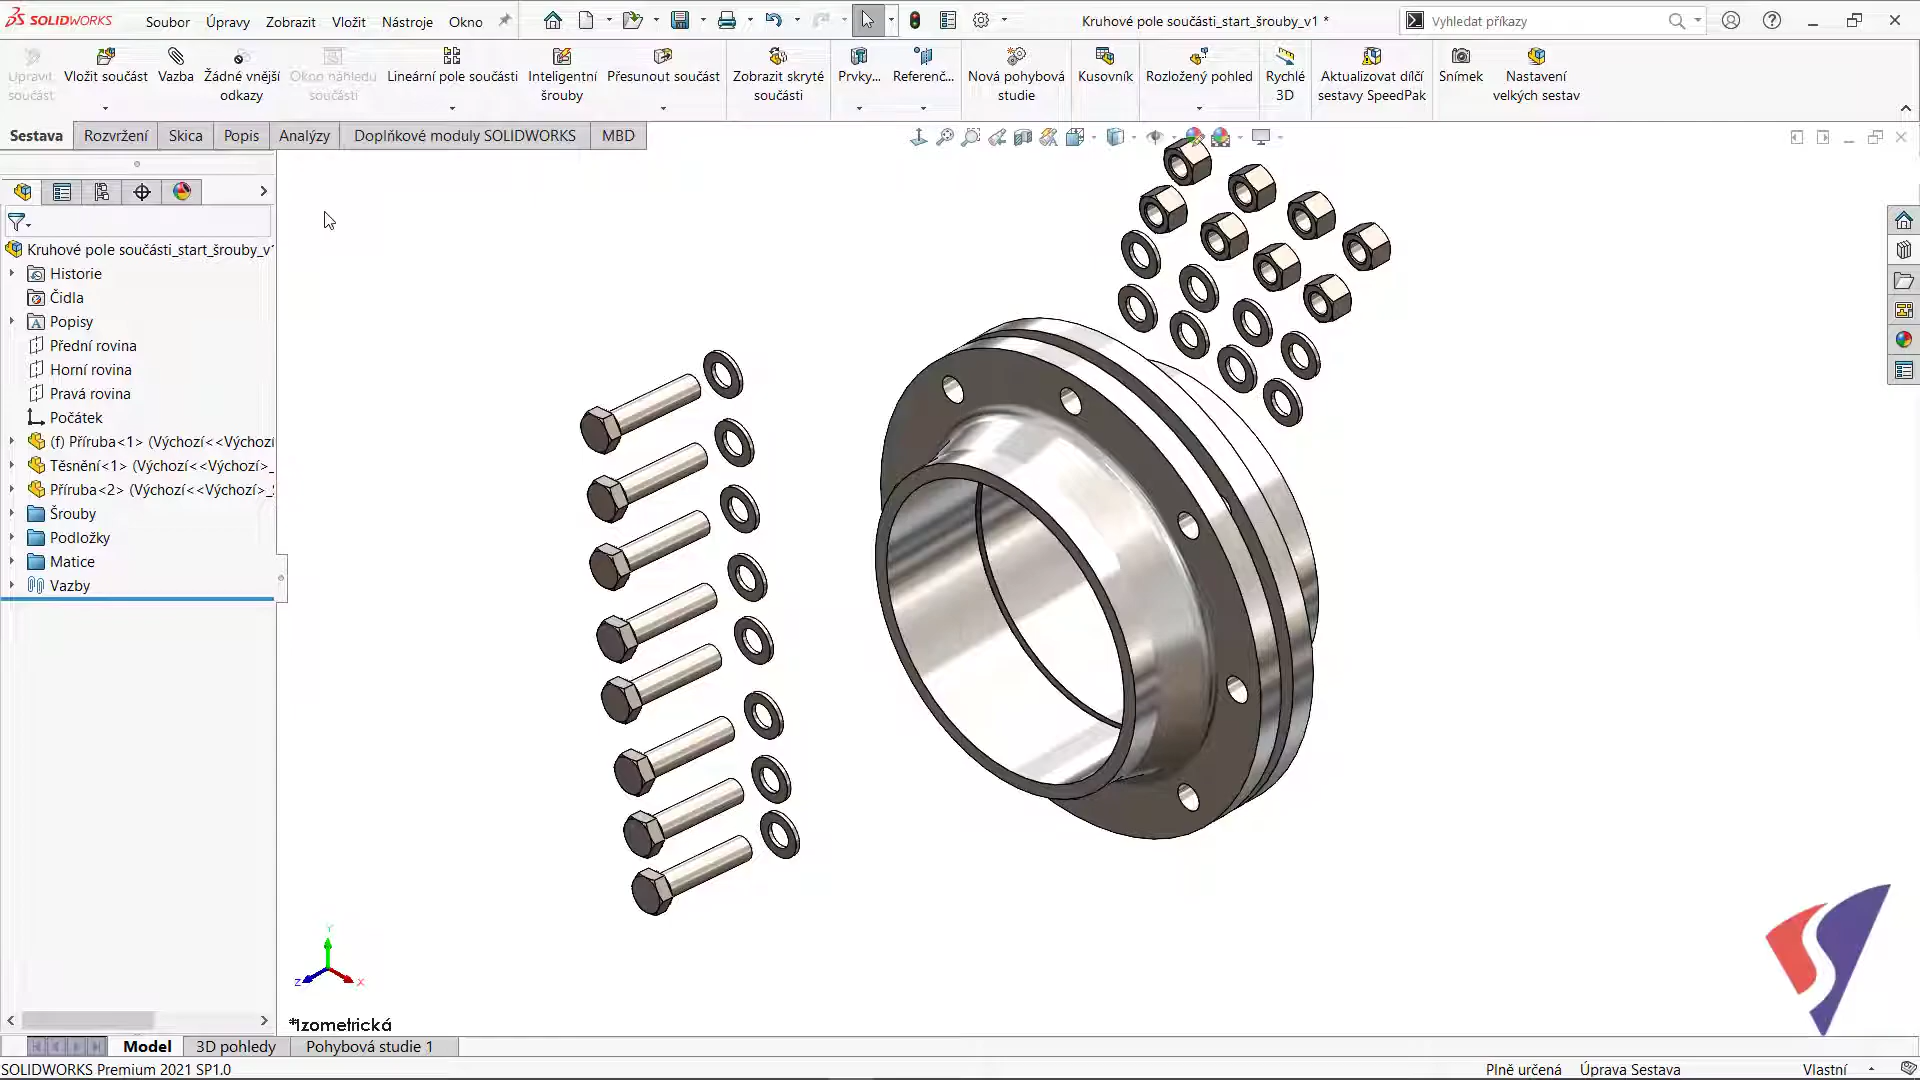 SOLIDWORKS
Soubor
Úpravy
Zobrazit
Vložit
Nástroje
Okno
Kruhové pole součásti_start_šrouby_v1 *
Vyhledat příkazy
Upravit
součást
Vložit součást
Vazba
Žádné vnější
odkazy
Okno náhledu
součásti
Lineární pole součásti
Inteligentní
šrouby
Přesunout součást
Zobrazit skryté
součásti
Prvky...
Referenč...
Nová pohybová
studie
Kusovník
Rozložený pohled
Rychlé
3D
Aktualizovat dílčí
sestavy SpeedPak
Snímek
Nastavení
velkých sestav
Sestava
Rozvržení
Skica
Popis
Analýzy
Doplňkové moduly SOLIDWORKS
MBD
Kruhové pole součásti_start_šrouby_v1
Historie
Čidla
Popisy
Přední rovina
Horní rovina
Pravá rovina
Počátek
(f) Příruba<1> (Výchozí<<Výchozí
Těsnění<1> (Výchozí<<Výchozí>_
Příruba<2> (Výchozí<<Výchozí>_S
Šrouby
Podložky
Matice
Vazby
Y
Z
X
*Izometrická
Model
3D pohledy
Pohybová studie 1
SOLIDWORKS Premium 2021 SP1.0
Plně určená
Úprava Sestava
Vlastní